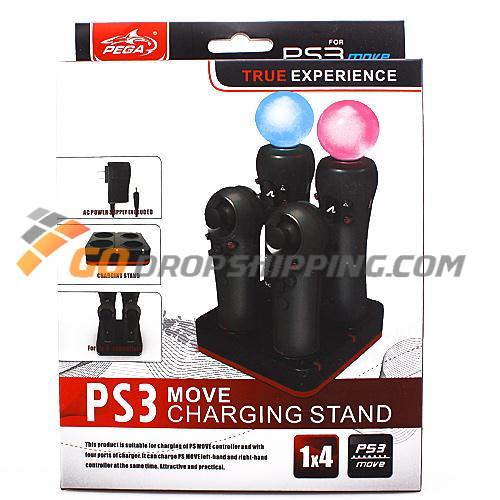 PEGA
FOR
PS3 move
TRUE EXPERIENCE
AC POWER SUPPLY INCLUDED
GODROPSHIPPING.COM
CHARGING STAND
PS3 MOVE
CHARGING STAND
This product is suitable for charging of PS MOVE controller and with
four ports of charger. It can charge PS MOVE left-hand and right-hand
controller at the same time. Attractive and practical.
1x4
PS3
move